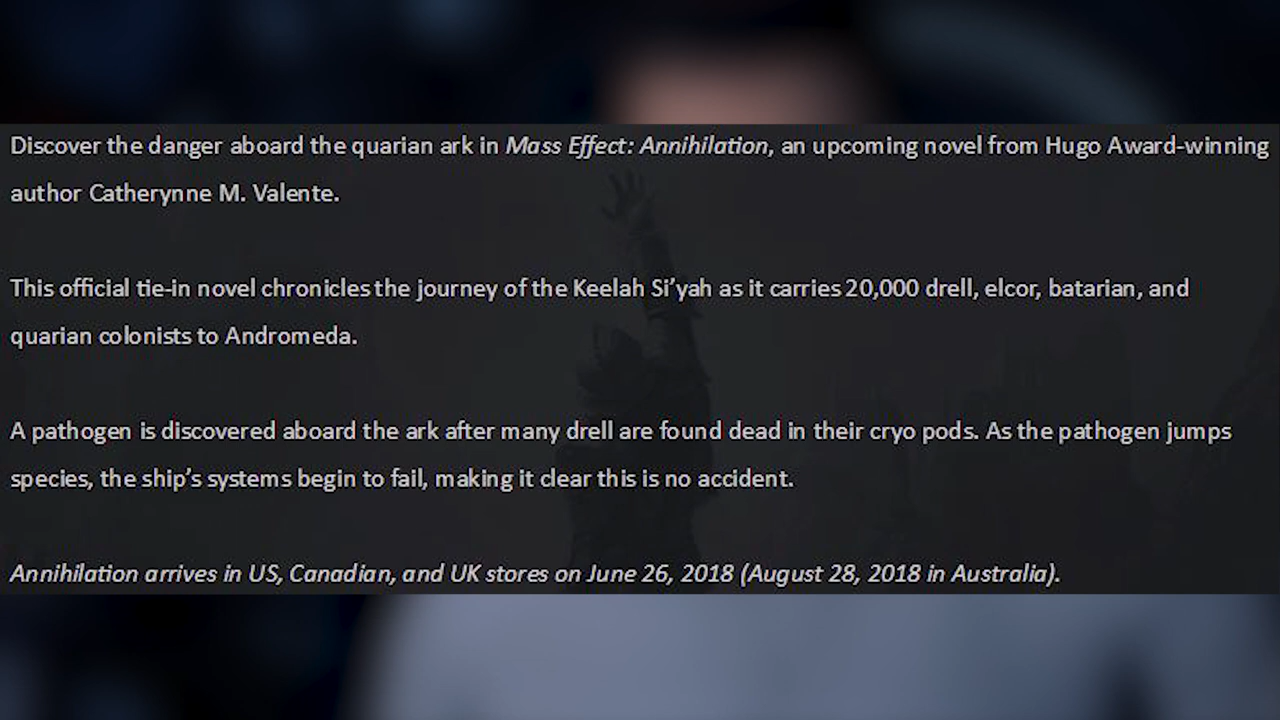 Discover the danger aboard the quarian ark in Mass Effect: Annihilation, an upcoming novel from Hugo Award-winning
author Catherynne M. Valente.
This official tie-in novel chronicles the journey of the Keelah Si’yah as it carries 20,000 drell, elcor, batarian, and
quarian colonists to Andromeda.
A pathogen is discovered aboard the ark after many drell are found dead in their cryo pods. As the pathogen jumps
species, the ship’s systems begin to fail, making it clear this is no accident.
Annihilation arrives in US, Canadian, and UK stores on June 26, 2018 (August 28, 2018 in Australia).